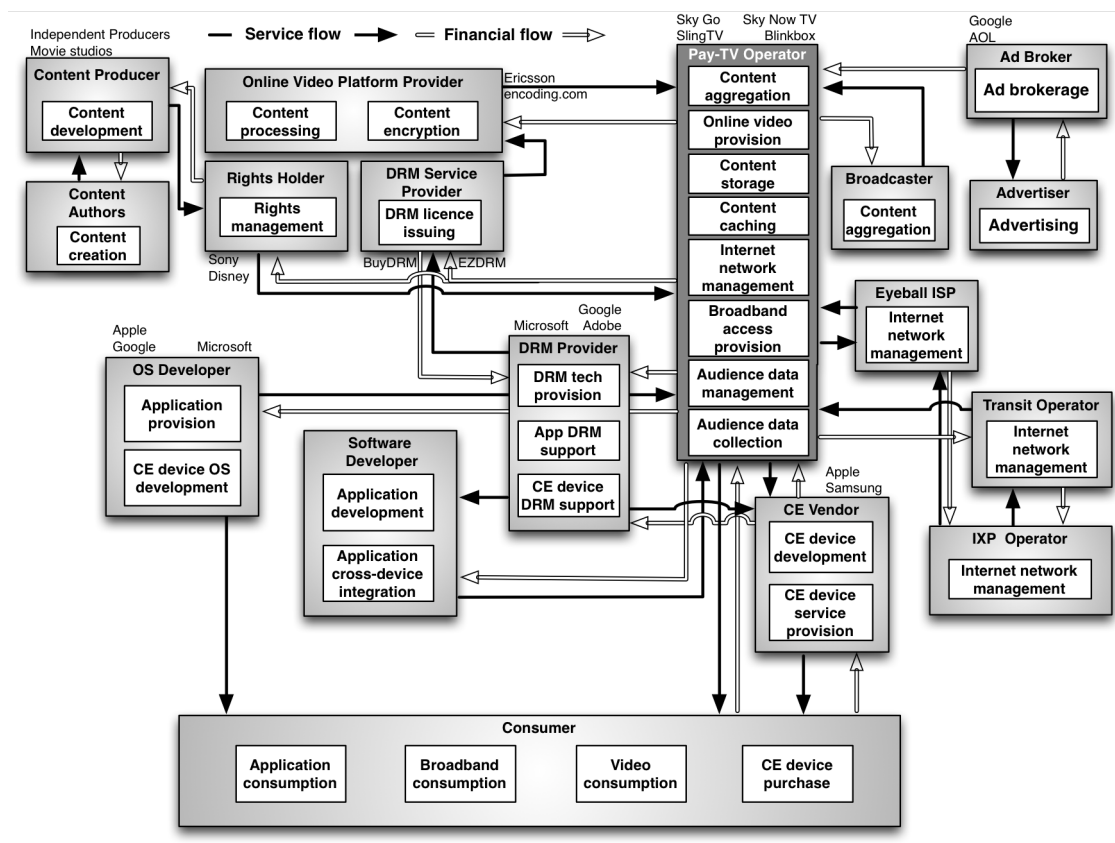 Independent Producers
Movie studios
Service flow
Financial flow
Sky Go
SlingTV
Sky Now TV
Blinkbox
Google
AOL
Content Producer
Content
development
Online Video Platform Provider
Content
processing
Content
encryption
Ericsson
encoding.com
Pay-TV Operator
Content
aggregation
Online video
provision
Content
storage
Content
caching
Internet
network
management
Broadband
access
provision
Audience data
management
Audience data
collection
Ad Broker
Ad brokerage
Content
Authors
Content
creation
Rights Holder
Rights
management
Sony
Disney
DRM Service
Provider
DRM licence
issuing
BuyDRM
EZDRM
Broadcaster
Content
aggregation
Advertiser
Advertising
Eyeball ISP
Internet
network
management
Apple
Google
Microsoft
OS Developer
Application
provision
CE device OS
development
Microsoft
Google
Adobe
DRM Provider
DRM tech
provision
App DRM
support
CE device
DRM support
Transit Operator
Internet
network
management
Software
Developer
Application
development
Application
cross-device
integration
Apple
Samsung
CE Vendor
CE device
development
CE device
service
provision
IXP Operator
Internet network
management
Consumer
Application
consumption
Broadband
consumption
Video
consumption
CE device
purchase